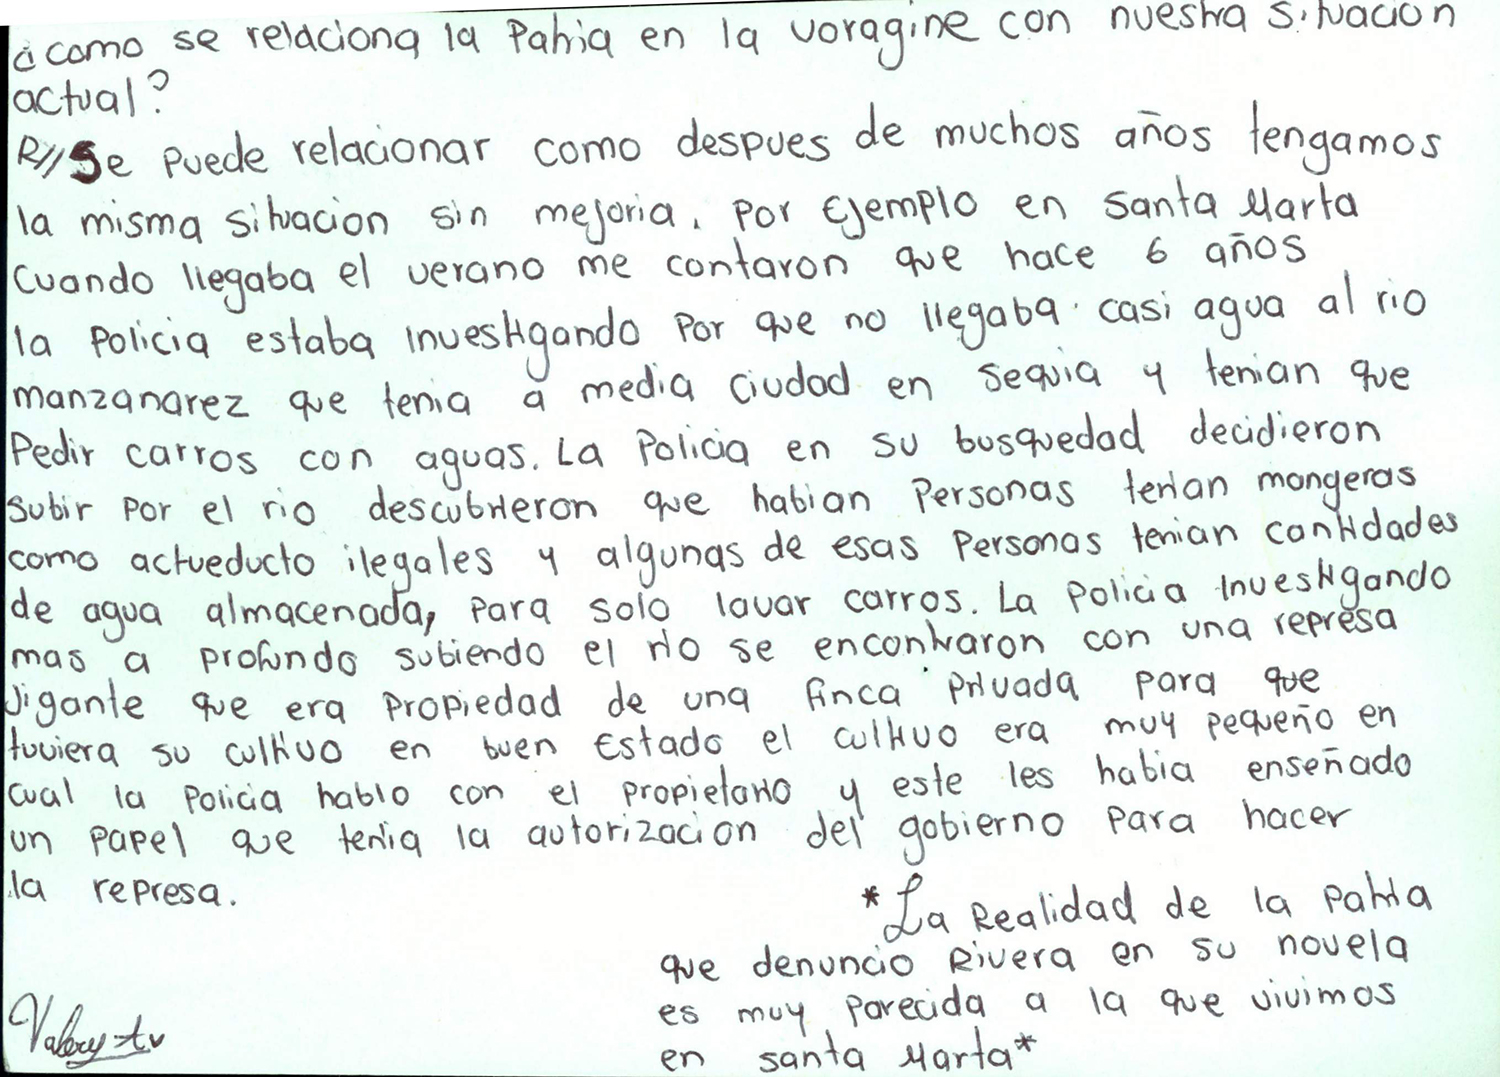 ¿como se relaciona la Patria en la voragine con nuestra situacion
actual?
R// Se puede relacionar como despues de muchos años tengamos
la misma situacion sin mejoria. Por Ejemplo en Santa Marta
Cuando llegaba el verano me contaron que hace 6 años
la Policia estaba investigando Por que no llegaba casi agua al rio
manzanarez que tenia a media ciudad en sequia y tenian que
Pedir carros con aguas. La Policia en su busquedad decidieron
subir por el rio descubrieron que habian Personas tenian mangeras
como actueducto ilegales y algunas de esas Personas tenian cantidades
de agua almacenada, para solo lavar carros. La Policia Investigando
mas a profundo subiendo el rio se encontraron con una represa
Jigante que era Propiedad de una finca Privada para que
tuviera su cultivo en buen Estado el cultivo era muy pequeño en
cual la Policia hablo con el propietario y este les habia enseñado
un papel que tenia la autorizacion del gobierno para hacer
la represa.
*La Realidad de la Patria
que denuncio Rivera en su novela
es muy parecida a la que vivimos
en santa Marta*
Valery A.v